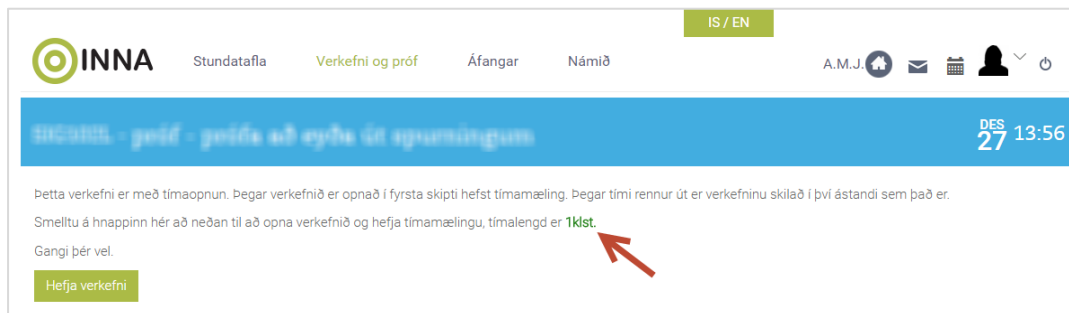 IS / EN
INNA
Stundatafla Verkefni og próf Áfangar Námið A.M.J.
DES
27 13:56
Þetta verkefni er með tímaopnun. Þegar verkefnið er opnað í fyrsta skipti hefst tímamæling. Þegar tími rennur út er verkefninu skilað í því ástandi sem það er.
Smelltu á hnappinn hér að neðan til að opna verkefnið og hefja tímamælingu, tímalengd er 1klst.
Gangi þér vel.
Hefja verkefni